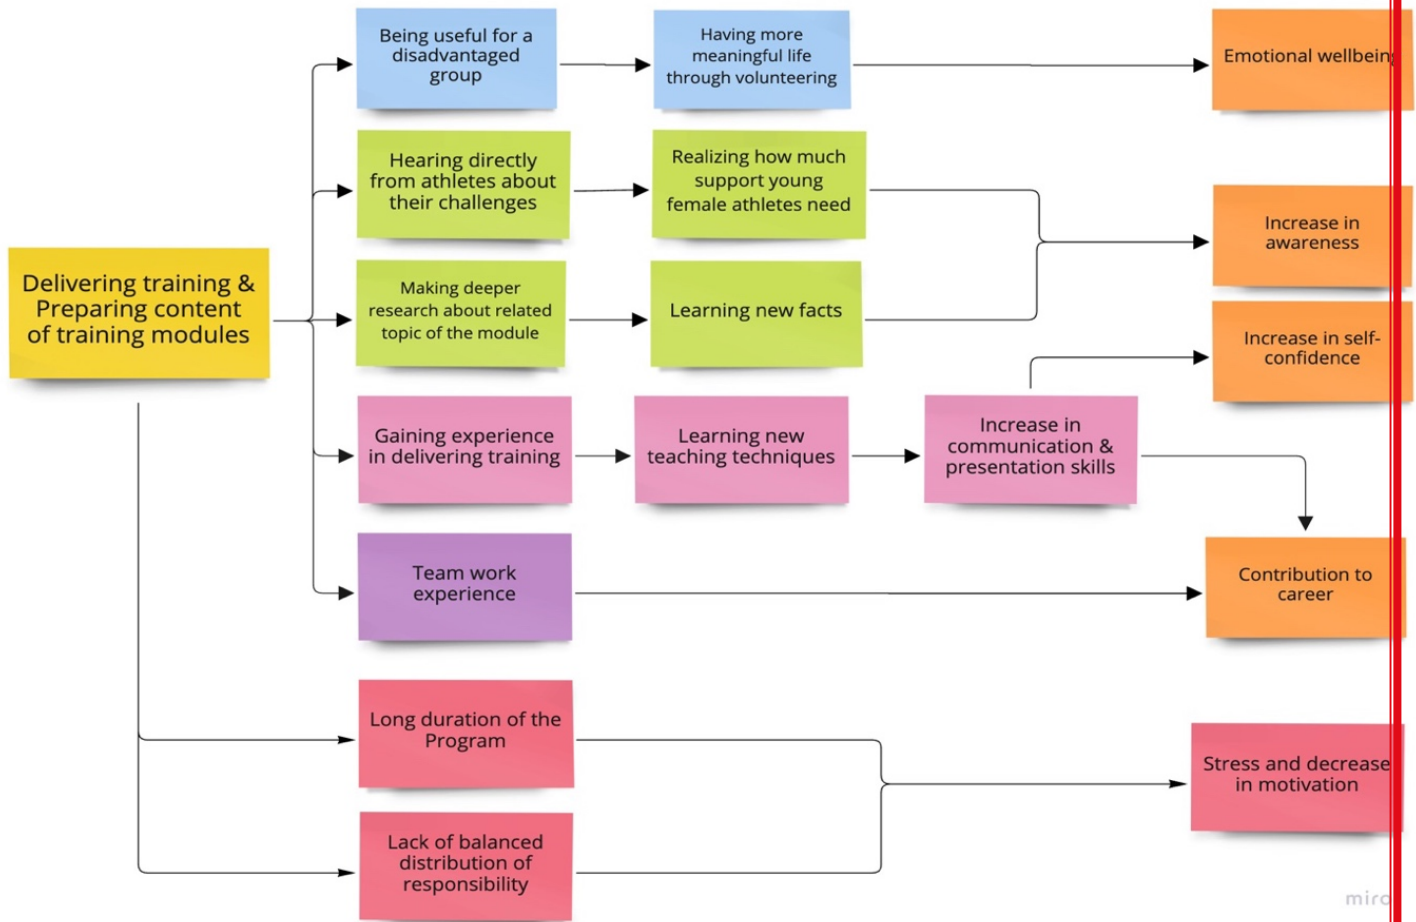 Being useful for a
disadvantaged
group
Having more
meaningful life
through volunteering
Emotional wellbeing
Hearing directly
from athletes about
their challenges
Realizing how much
support young
female athletes need
Increase in
awareness
Delivering training &
Preparing content
of training modules
Making deeper
research about related
topic of the module
Learning new facts
Increase in self-
confidence
Gaining experience
in delivering training
Learning new
teaching techniques
Increase in
communication &
presentation skills
Team work
experience
Contribution to
career
Long duration of the
Program
Stress and decrease
in motivation
Lack of balanced
distribution of
responsibility
miro